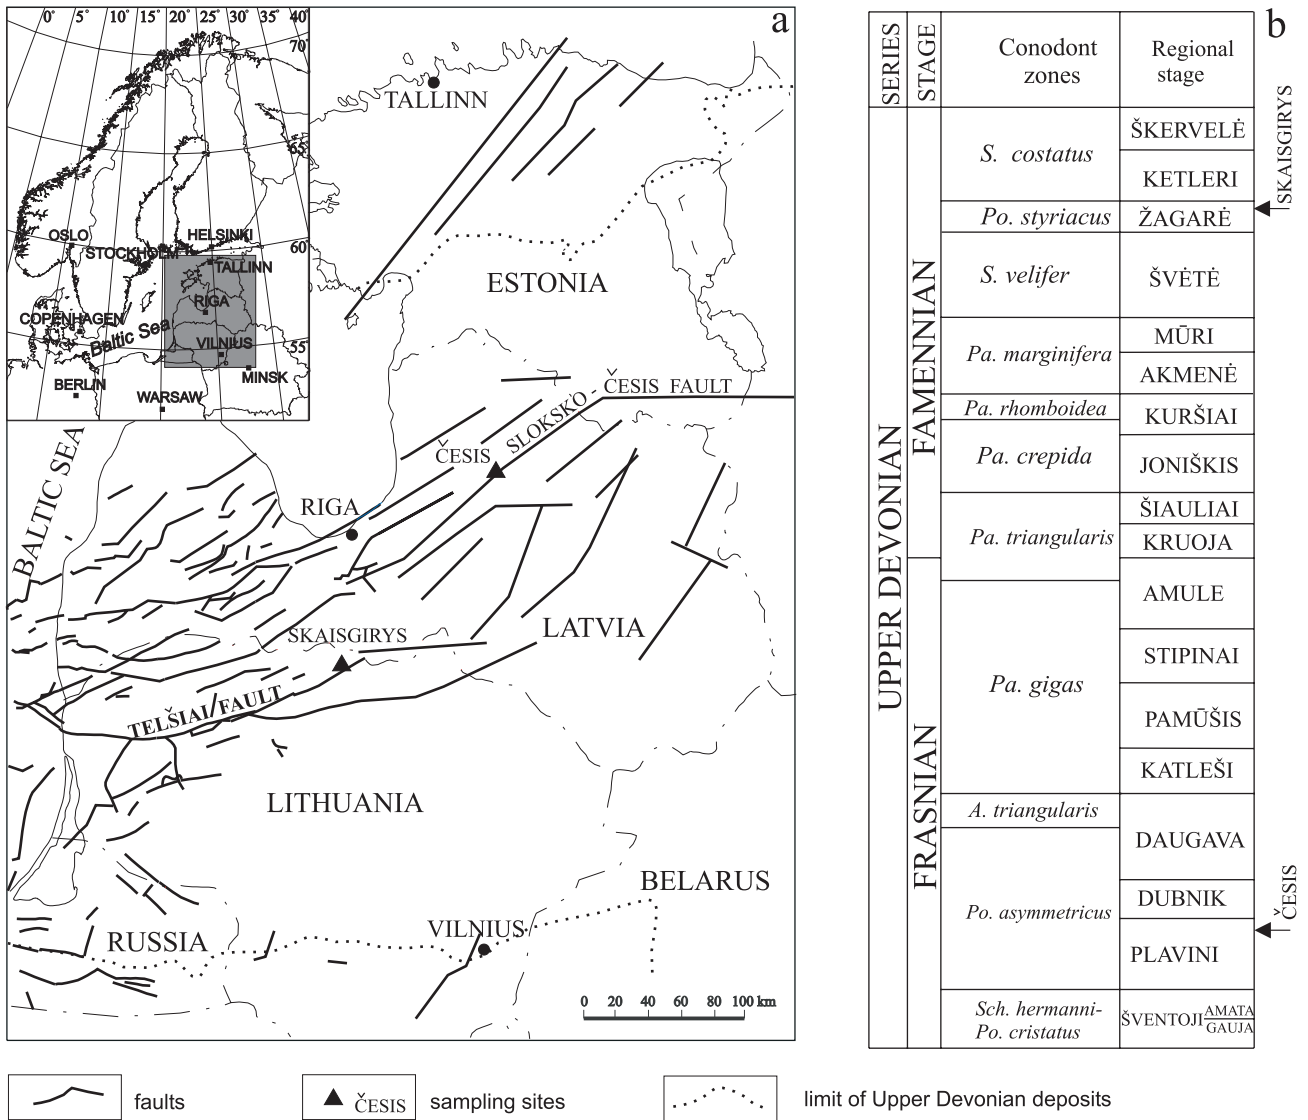 a
0° 5° 10° 15° 20° 25° 30° 35° 40°
70°
65°
60°
55°
OSLO
HELSINKI
STOCKHOLM
TALLINN
RIGA
COPENHAGEN
Baltic Sea
VILNIUS
MINSK
BERLIN
WARSAW
TALLINN
ESTONIA
ČESIS FAULT
SLOKSKO -
ČESIS
BALTIC SEA
RIGA
LATVIA
SKAISGIRYS
TELŠIAI FAULT
LITHUANIA
BELARUS
VILNIUS
RUSSIA
0 20 40 60 80 100 km
faults
ČESIS
sampling sites
limit of Upper Devonian deposits
b
SERIES
STAGE
Conodont
zones
Regional
stage
UPPER DEVONIAN
FAMENNIAN
FRASNIAN
S. costatus
Po. styriacus
S. velifer
Pa. marginifera
Pa. rhomboidea
Pa. crepida
Pa. triangularis
Pa. gigas
A. triangularis
Po. asymmetricus
Sch. hermanni-
Po. cristatus
ŠKERVELĖ
KETLERI
ŽAGARĖ
ŠVĖTĖ
MŪRI
AKMENĖ
KURŠIAI
JONIŠKIS
ŠIAULIAI
KRUOJA
AMULE
STIPINAI
PAMŪŠIS
KATLEŠI
DAUGAVA
DUBNIK
PLAVINI
ŠVENTOJI
AMATA
GAUJA
SKAISGIRYS
ČESIS